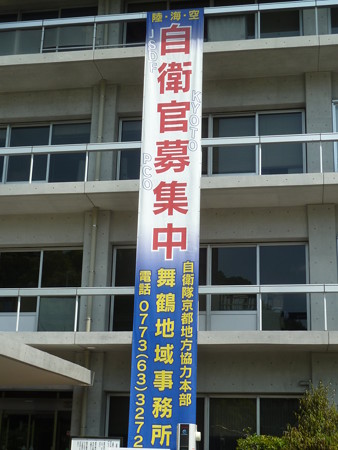 陸・海・空
自衛官募集中
JSDF
KYOTO
PCO
自衛隊京都地方協力本部
舞鶴地域事務所
電話 0773(63)3272